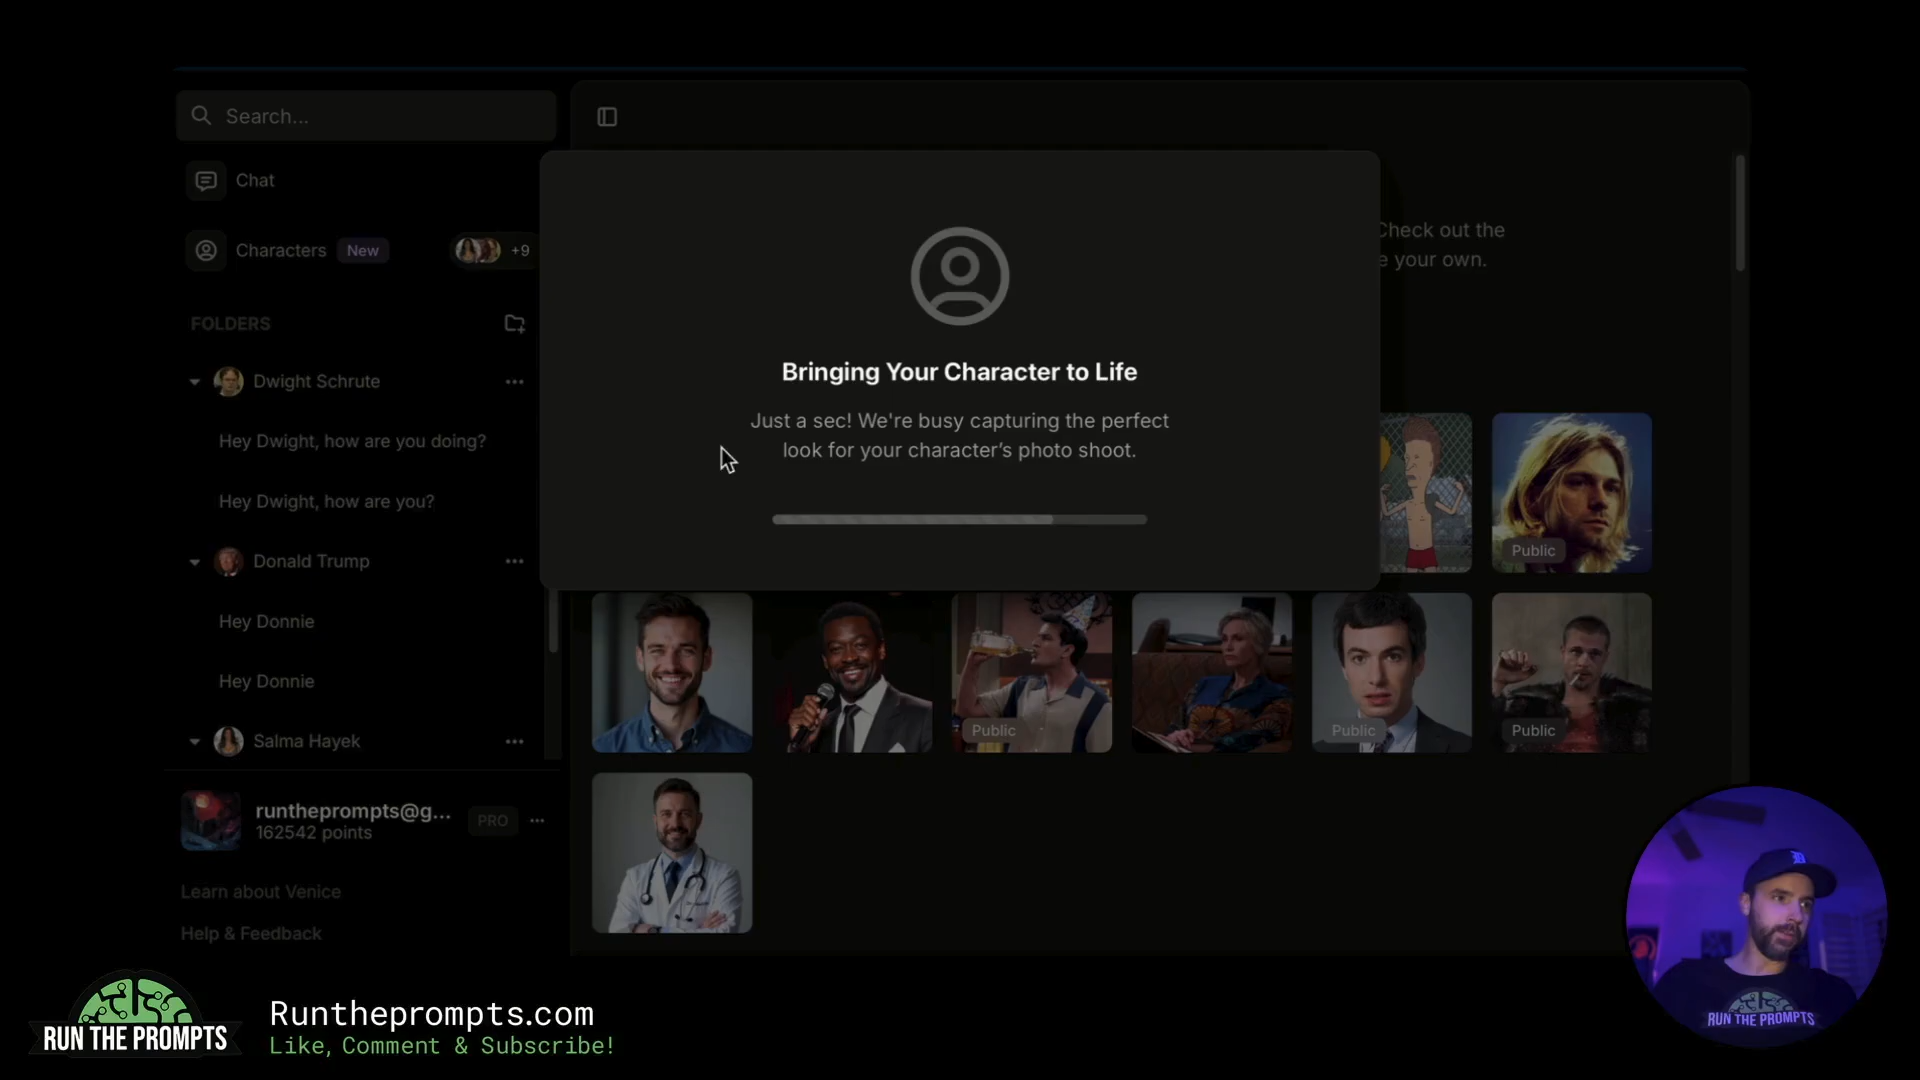 Search...
Chat
Characters New +9
FOLDERS
Dwight Schrute
Hey Dwight, how are you doing?
Hey Dwight, how are you?
Donald Trump
Hey Donnie
Hey Donnie
Salma Hayek
runtheprompts@g...
162542 points
PRO
Learn about Venice
Help & Feedback
Check out the
e your own.
Bringing Your Character to Life
Just a sec! We're busy capturing the perfect
look for your character’s photo shoot.
Public
Public
Public
Public
RUN THE PROMPTS
Runtheprompts.com
Like, Comment & Subscribe!
RUN THE PROMPTS